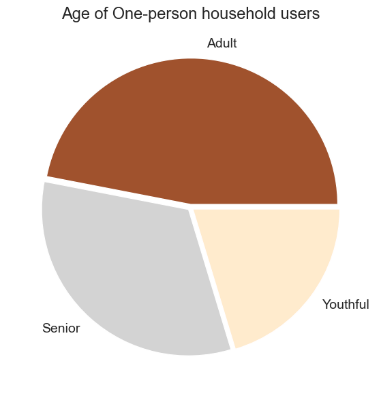 Age of One-person household users
Adult
Senior
Youthful